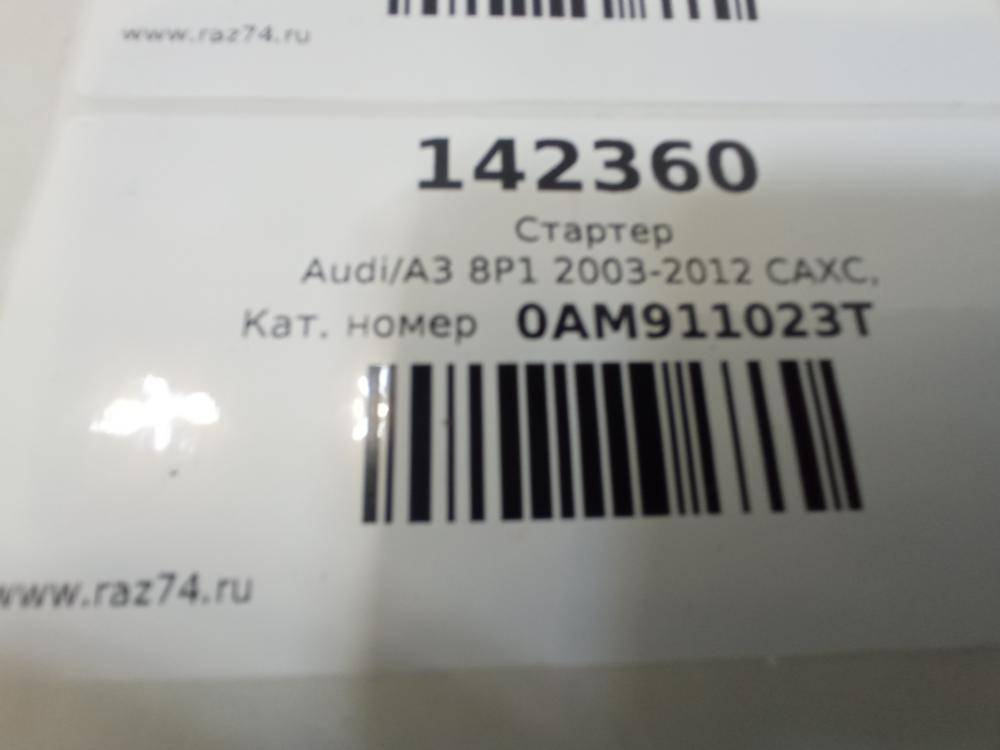 www.raz74.ru
142360
Стартер
Audi/A3 8P1 2003-2012 CAXC,
Кат. номер 0AM911023T
www.raz74.ru